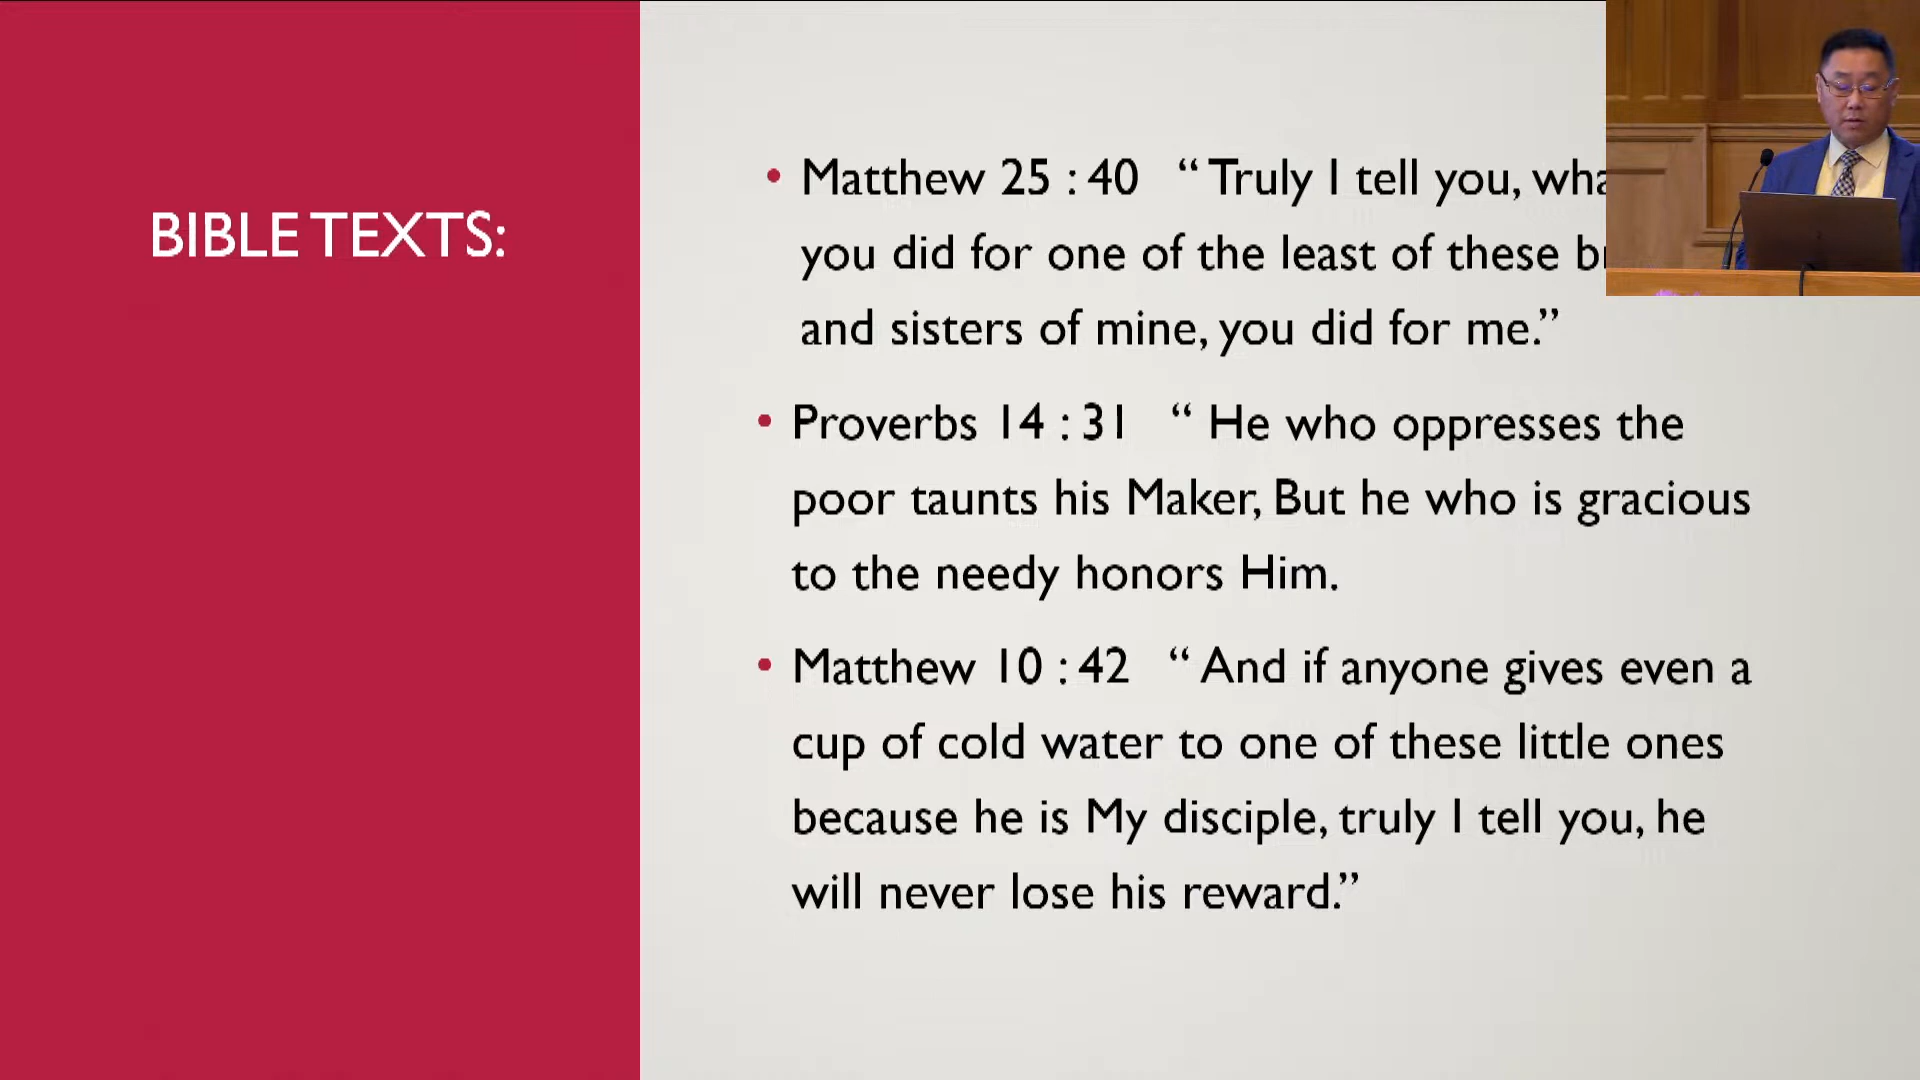 BIBLE TEXTS:
• Matthew 25 : 40 “ Truly I tell you,
you did for one of the least of these
and sisters of mine, you did for me.”
• Proverbs 14 : 31 “ He who oppresses the
poor taunts his Maker, But he who is gracious
to the needy honors Him.
• Matthew 10 : 42 “ And if anyone gives even a
cup of cold water to one of these little ones
because he is My disciple, truly I tell you, he
will never lose his reward.”